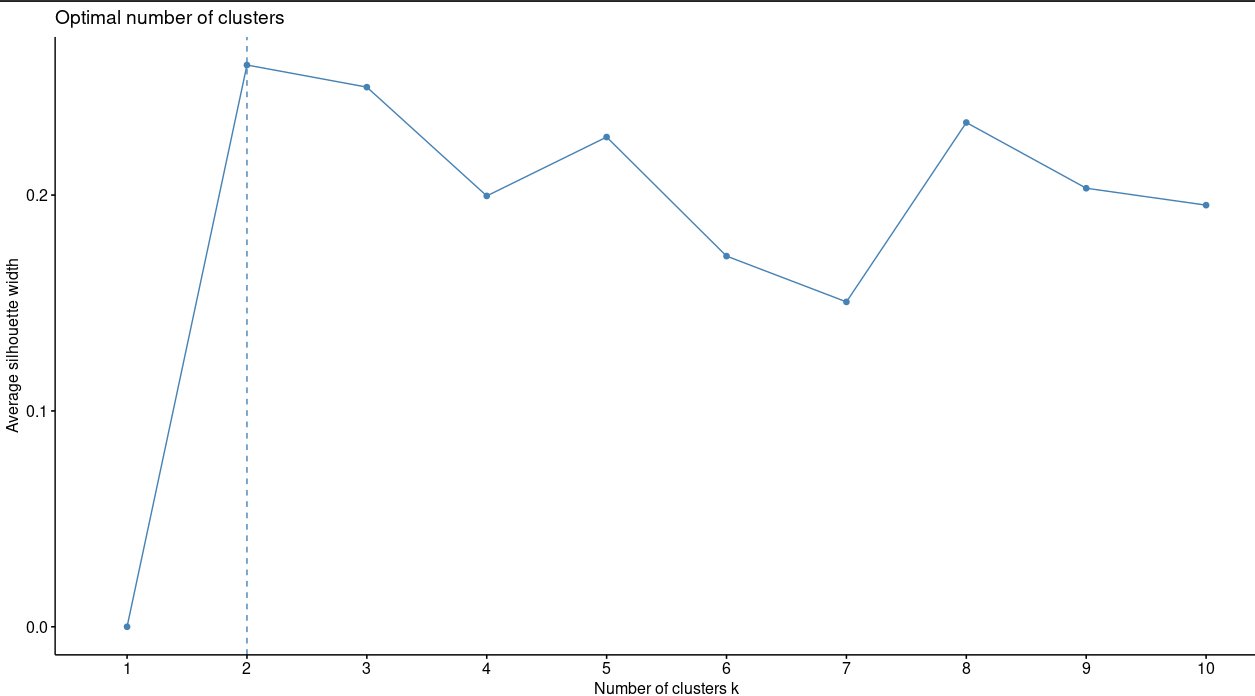 Optimal number of clusters
Average silhouette width
0.2
0.1
0.0
1 2 3 4 5 6 7 8 9 10
Number of clusters k